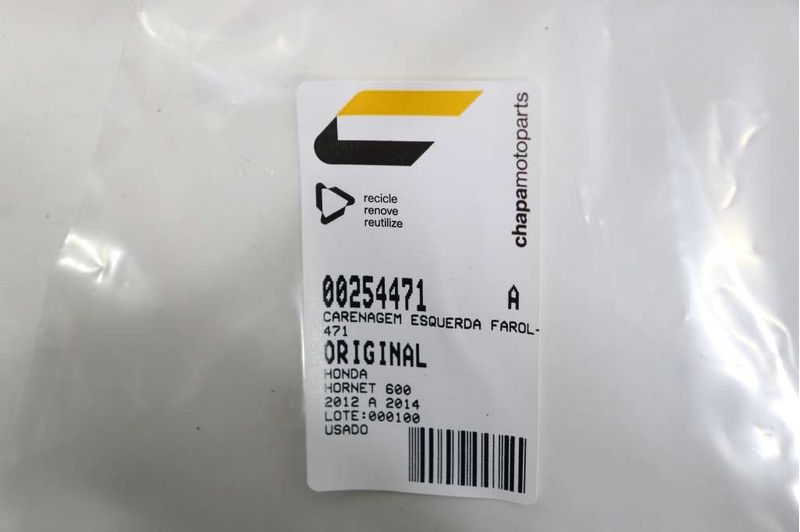 chapamotoparts
recicle
renove
reutilize
00254471 A
CARENAGEM ESQUERDA FAROL-
471
ORIGINAL
HONDA
HORNET 600
2012 A 2014
LOTE:000100
USADO